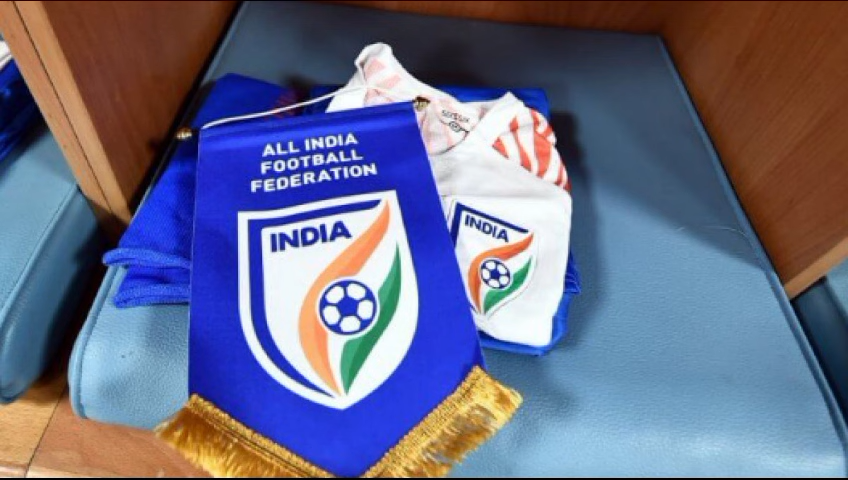 ALL INDIA
FOOTBALL
FEDERATION
INDIA
INDIA